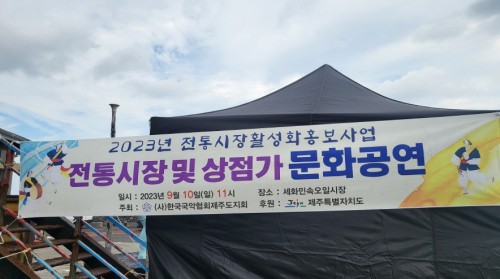 2023년 전통시장활성화홍보사업
전통시장 및 상점가 문화공연
일시 : 2023년 9월 10일(일) 11시 장소 : 세화민속오일시장
주최 : (사)한국국악협회제주도지회 후원 : 제주특별자치도